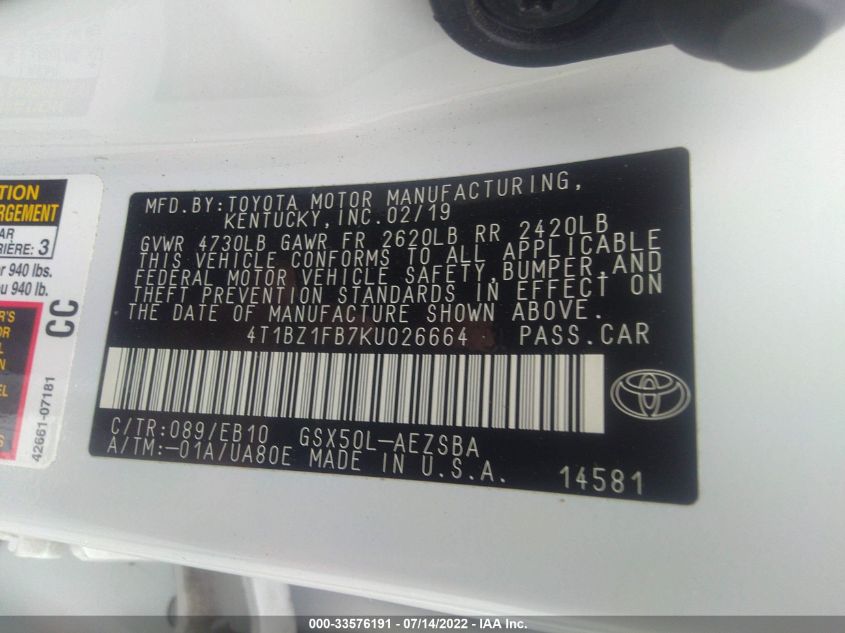 TION
RGEMENT
AR
RIÈRE: 3
r 940 lbs.
u 940 lb.
CC
R'S
OR
L
EL
S
42661-07181
MFD.BY:TOYOTA MOTOR MANUFACTURING,
KENTUCKY,INC.02/19
GVWR 4730LB GAWR FR 2620LB RR 2420LB
THIS VEHICLE CONFORMS TO ALL APPLICABLE
FEDERAL MOTOR VEHICLE SAFETY,BUMPER,AND
THEFT PREVENTION STANDARDS IN EFFECT ON
THE DATE OF MANUFACTURE SHOWN ABOVE.
4T1BZ1FB7KU026664 PASS.CAR
C/TR:089/EB10 GSX50L-AEZSBA
A/TM:-01A/UA80E MADE IN U.S.A.
14581
000-33576191 - 07/14/2022 - IAA Inc.